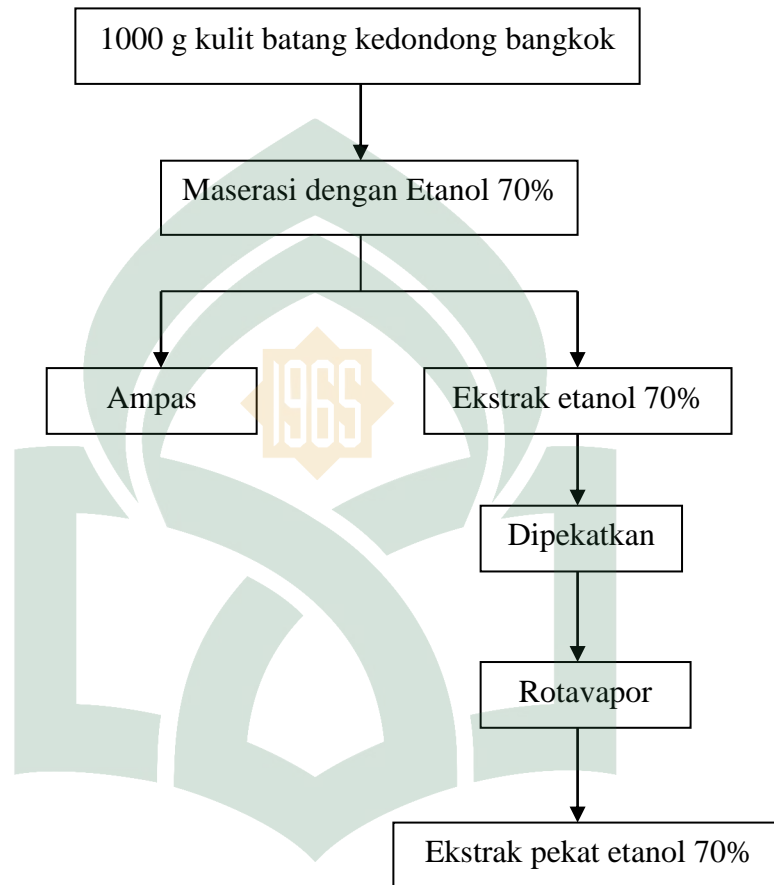 1000 g kulit batang kedondong bangkok
Maserasi dengan Etanol 70%
Ampas
Ekstrak etanol 70%
1965
Dipekatkan
Rotavapor
Ekstrak pekat etanol 70%